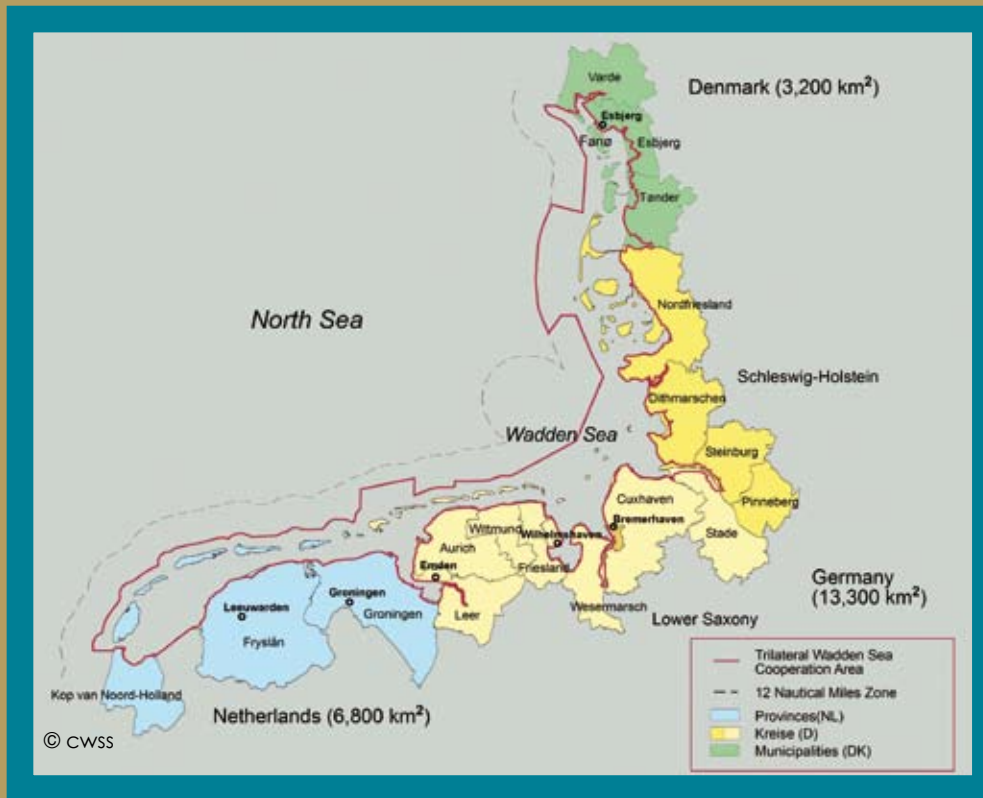 Varde
Denmark (3,200 km²)
Esbjerg
Fanø
Esbjerg
Tønder
North Sea
Nordfriesland
Schleswig-Holstein
Dithmarschen
Wadden Sea
Steinburg
Pinneberg
Cuxhaven
Bremerhaven
Stade
Wittmund
Wilhelmshaven
Aurich
Friesland
Emden
Germany
(13,300 km²)
Leer
Wesermarsch
Lower Saxony
Groningen
Groningen
Leeuwarden
Fryslân
Kop van Noord-Holland
Netherlands (6,800 km²)
© CWSS
Trilateral Wadden Sea
Cooperation Area
12 Nautical Miles Zone
Provinces(NL)
Kreise (D)
Municipalities (DK)